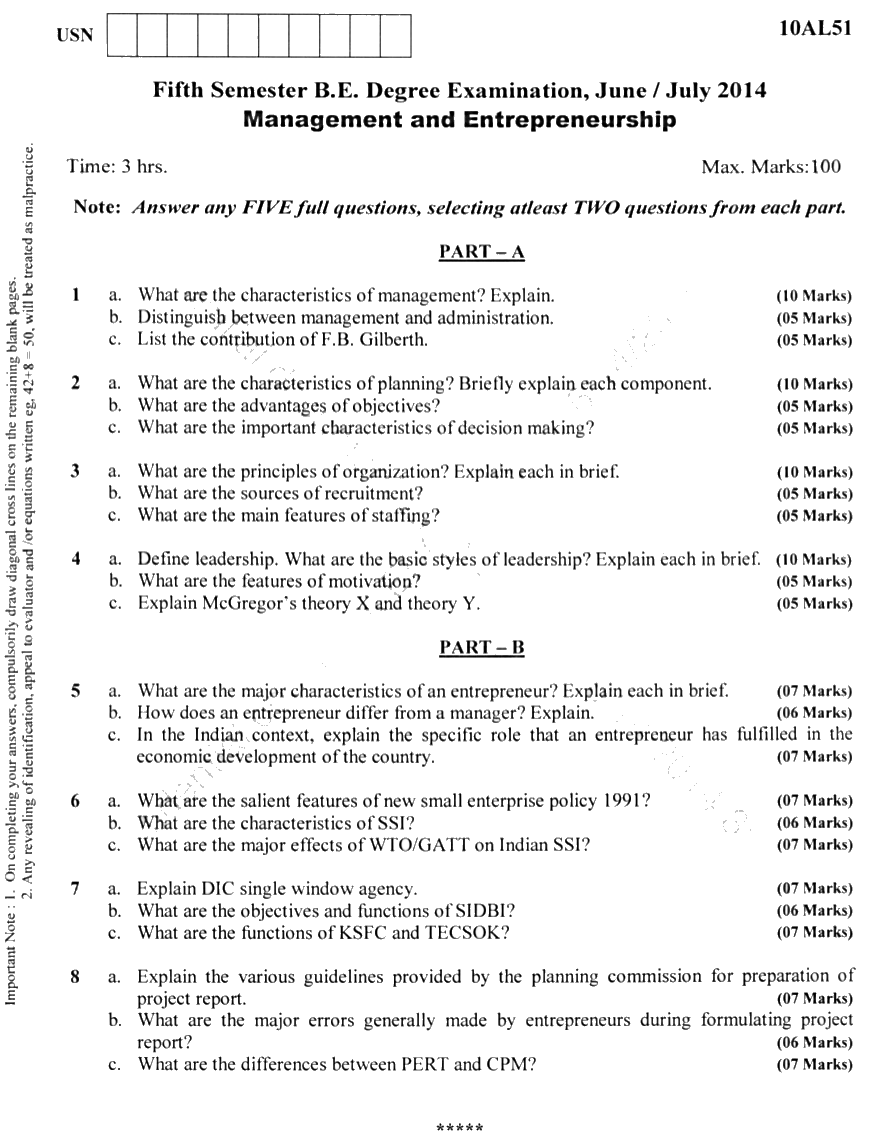 USN
10AL51
Fifth Semester B.E. Degree Examination, June / July 2014
Management and Entrepreneurship
Time: 3 hrs.
Max. Marks:100
Note: Answer any FIVE full questions, selecting atleast TWO questions from each part.
PART – A
1 a. What are the characteristics of management? Explain. (10 Marks)
b. Distinguish between management and administration. (05 Marks)
c. List the contribution of F.B. Gilberth. (05 Marks)
2 a. What are the characteristics of planning? Briefly explain each component. (10 Marks)
b. What are the advantages of objectives? (05 Marks)
c. What are the important characteristics of decision making? (05 Marks)
3 a. What are the principles of organization? Explain each in brief. (10 Marks)
b. What are the sources of recruitment? (05 Marks)
c. What are the main features of staffing? (05 Marks)
4 a. Define leadership. What are the basic styles of leadership? Explain each in brief. (10 Marks)
b. What are the features of motivation? (05 Marks)
c. Explain McGregor's theory X and theory Y. (05 Marks)
PART – B
5 a. What are the major characteristics of an entrepreneur? Explain each in brief. (07 Marks)
b. How does an entrepreneur differ from a manager? Explain. (06 Marks)
c. In the Indian context, explain the specific role that an entrepreneur has fulfilled in the
economic development of the country. (07 Marks)
6 a. What are the salient features of new small enterprise policy 1991? (07 Marks)
b. What are the characteristics of SSI? (06 Marks)
c. What are the major effects of WTO/GATT on Indian SSI? (07 Marks)
7 a. Explain DIC single window agency. (07 Marks)
b. What are the objectives and functions of SIDBI? (06 Marks)
c. What are the functions of KSFC and TECSOK? (07 Marks)
8 a. Explain the various guidelines provided by the planning commission for preparation of
project report. (07 Marks)
b. What are the major errors generally made by entrepreneurs during formulating project
report? (06 Marks)
c. What are the differences between PERT and CPM? (07 Marks)
*****
Important Note : 1. On completing your answers, compulsorily draw diagonal cross lines on the remaining blank pages.
2. Any revealing of identification, appeal to evaluator and /or equations written eg, 42+8 = 50, will be treated as malpractice.